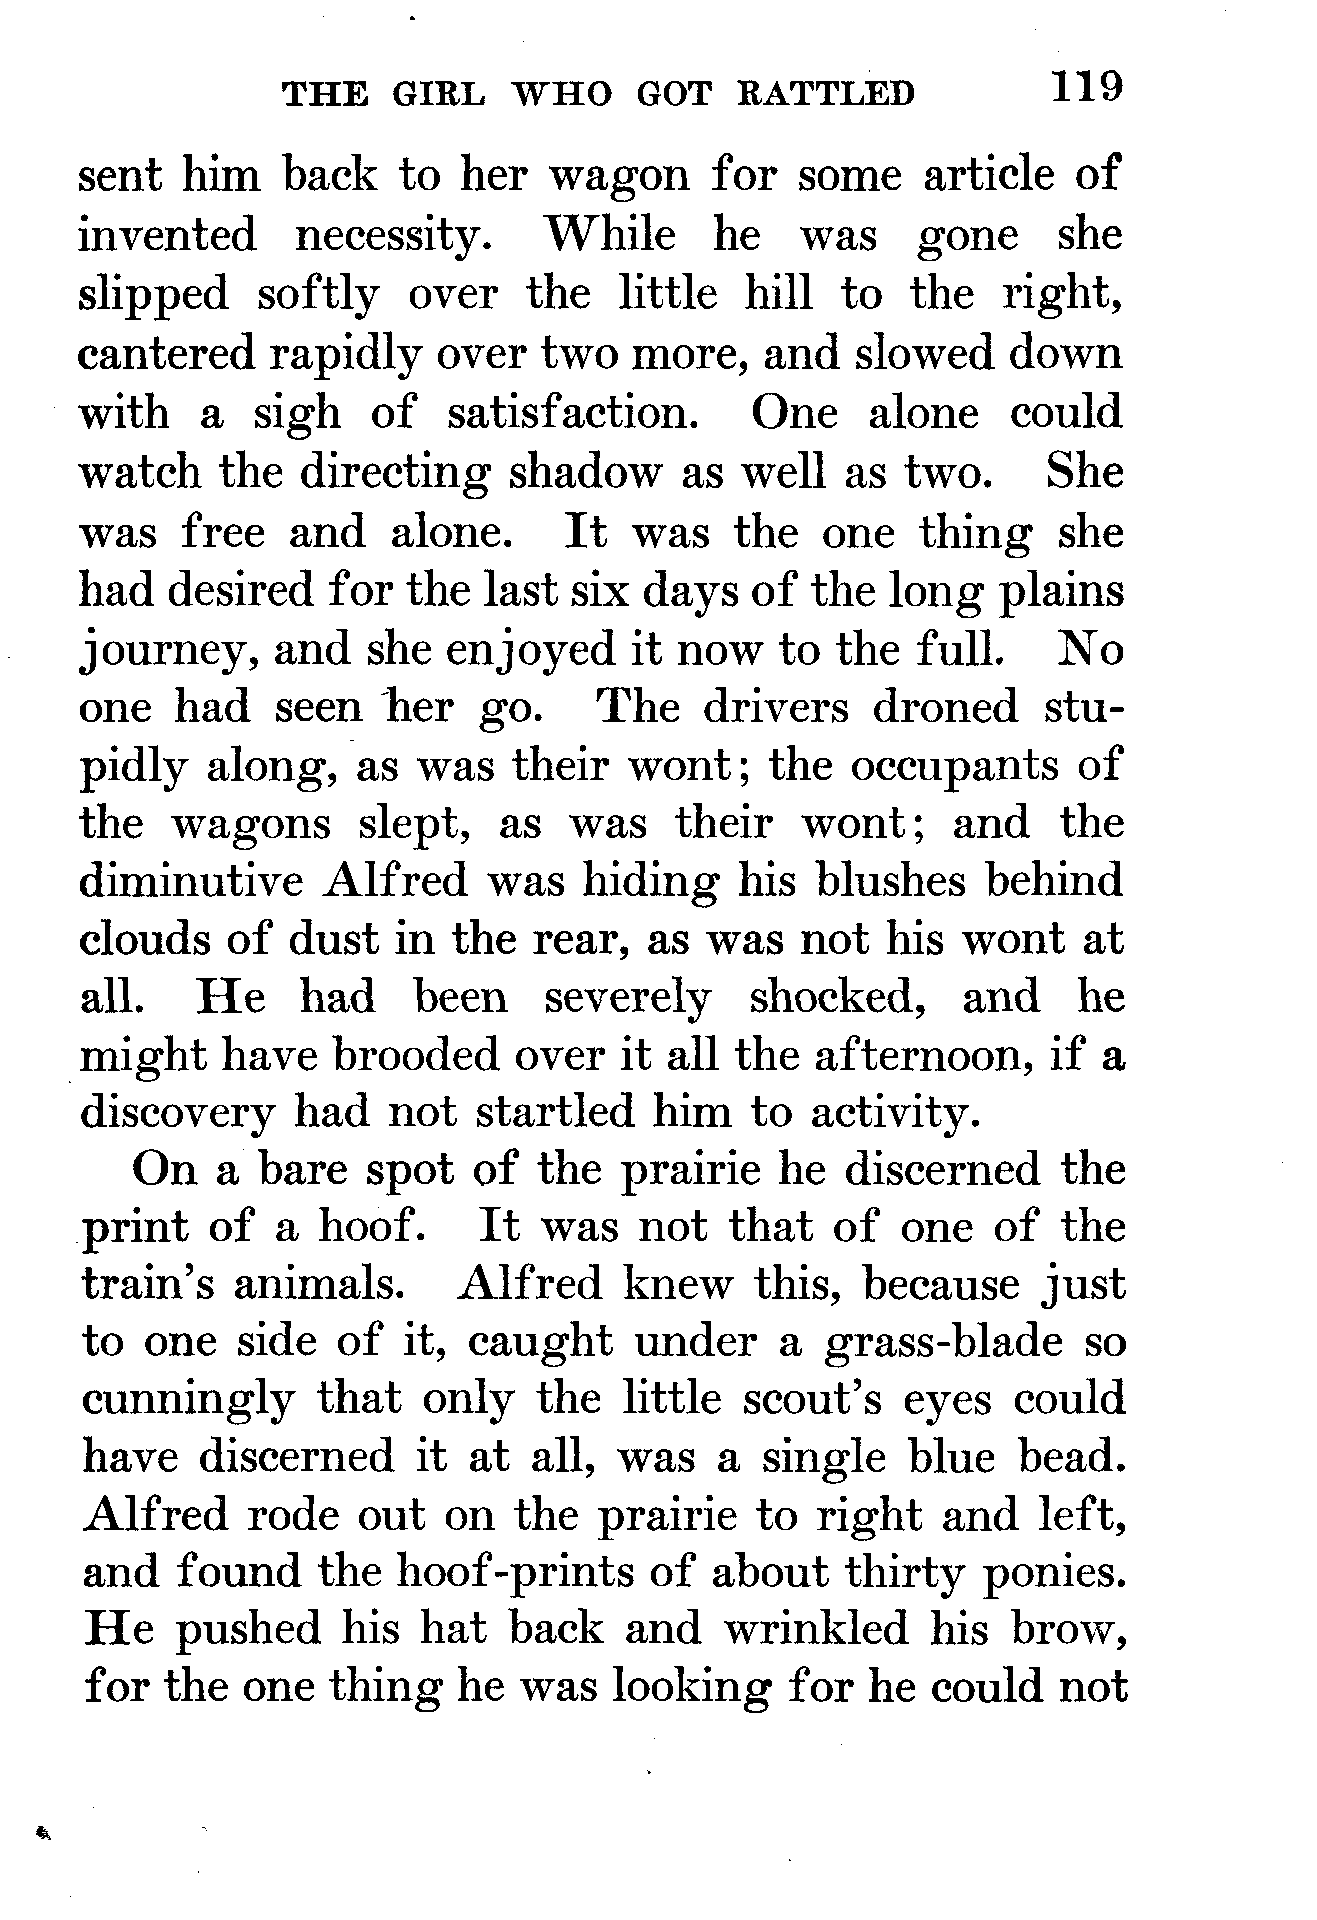 THE GIRL WHO GOT RATTLED 119
sent him back to her wagon for some article of
invented necessity. While he was gone she
slipped softly over the little hill to the right,
cantered rapidly over two more, and slowed down
with a sigh of satisfaction. One alone could
watch the directing shadow as well as two. She
was free and alone. It was the one thing she
had desired for the last six days of the long plains
journey, and she enjoyed it now to the full. No
one had seen her go. The drivers droned stu-
pidly along, as was their wont; the occupants of
the wagons slept, as was their wont; and the
diminutive Alfred was hiding his blushes behind
clouds of dust in the rear, as was not his wont at
all. He had been severely shocked, and he
might have brooded over it all the afternoon, if a
discovery had not startled him to activity.
On a bare spot of the prairie he discerned the
print of a hoof. It was not that of one of the
train's animals. Alfred knew this, because just
to one side of it, caught under a grass-blade so
cunningly that only the little scout's eyes could
have discerned it at all, was a single blue bead.
Alfred rode out on the prairie to right and left,
and found the hoof-prints of about thirty ponies.
He pushed his hat back and wrinkled his brow,
for the one thing he was looking for he could not